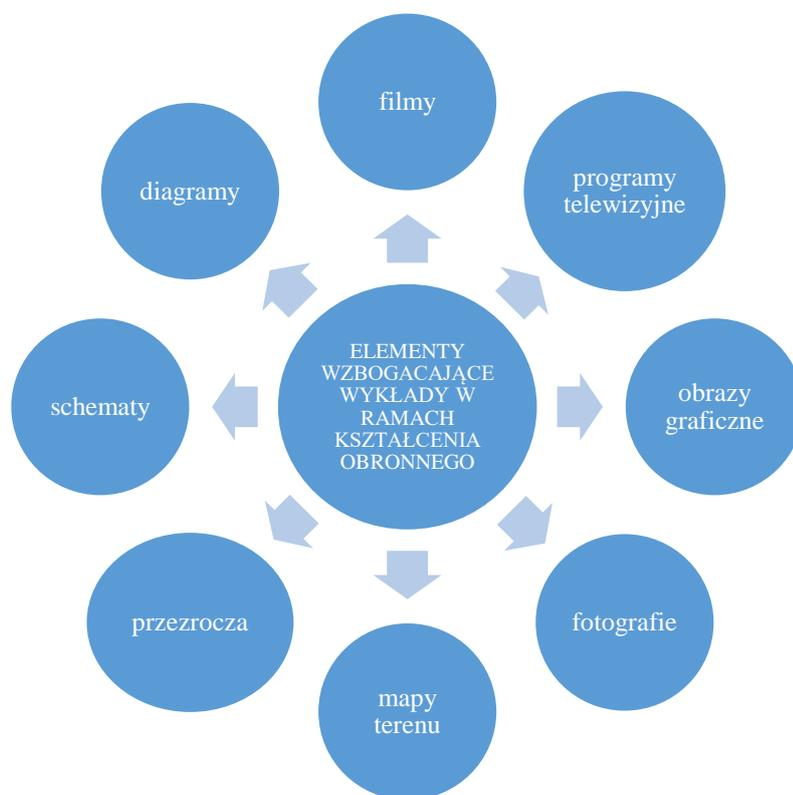 filmy
programy
telewizyjne
obrazy
graficzne
fotografie
mapy
terenu
przezrocza
schematy
diagramy
ELEMENTY
WZBOGACAJĄCE
WYKŁADY W
RAMACH
KSZTAŁCENIA
OBRONNEGO